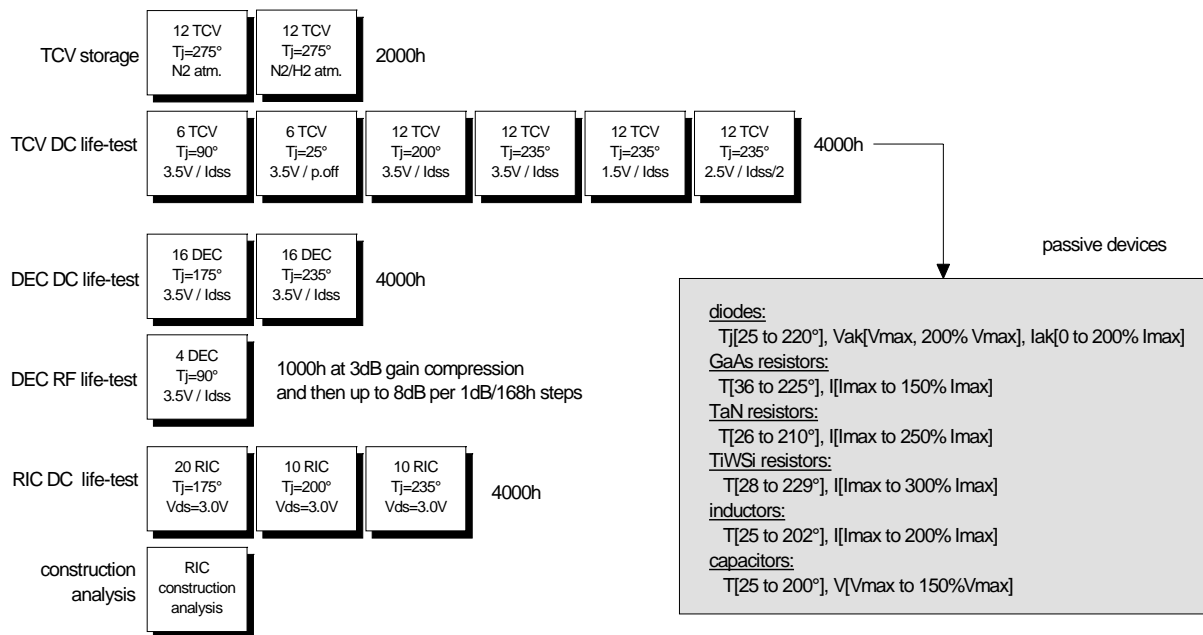 TCV storage
12 TCV
Tj=275°
N2 atm.
12 TCV
Tj=275°
N2/H2 atm.
2000h
TCV DC life-test
6 TCV
Tj=90°
3.5V / Idss
6 TCV
Tj=25°
3.5V / p.off
12 TCV
Tj=200°
3.5V / Idss
12 TCV
Tj=235°
3.5V / Idss
12 TCV
Tj=235°
1.5V / Idss
12 TCV
Tj=235°
2.5V / Idss/2
4000h
DEC DC life-test
16 DEC
Tj=175°
3.5V / Idss
16 DEC
Tj=235°
3.5V / Idss
4000h
DEC RF life-test
4 DEC
Tj=90°
3.5V / Idss
1000h at 3dB gain compression
and then up to 8dB per 1dB/168h steps
RIC DC life-test
20 RIC
Tj=175°
Vds=3.0V
10 RIC
Tj=200°
Vds=3.0V
10 RIC
Tj=235°
Vds=3.0V
4000h
construction
analysis
RIC
construction
analysis
passive devices
diodes:
Tj[25 to 220°], Vak[Vmax, 200% Vmax], Iak[0 to 200% Imax]
GaAs resistors:
T[36 to 225°], I[Imax to 150% Imax]
TaN resistors:
T[26 to 210°], I[Imax to 250% Imax]
TiWSi resistors:
T[28 to 229°], I[Imax to 300% Imax]
inductors:
T[25 to 202°], I[Imax to 200% Imax]
capacitors:
T[25 to 200°], V[Vmax to 150%Vmax]